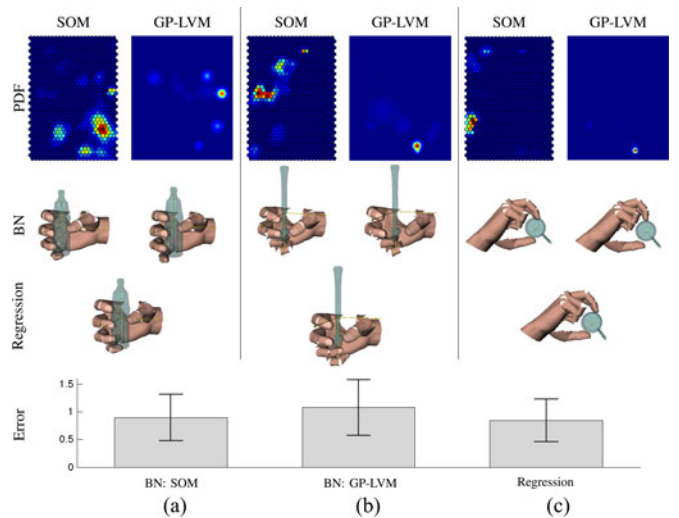 SOM GP-LVM SOM GP-LVM SOM GP-LVM
PDF
BN
Regression
Error
1.5
1
0.5
0
BN: SOM BN: GP-LVM Regression
(a) (b) (c)